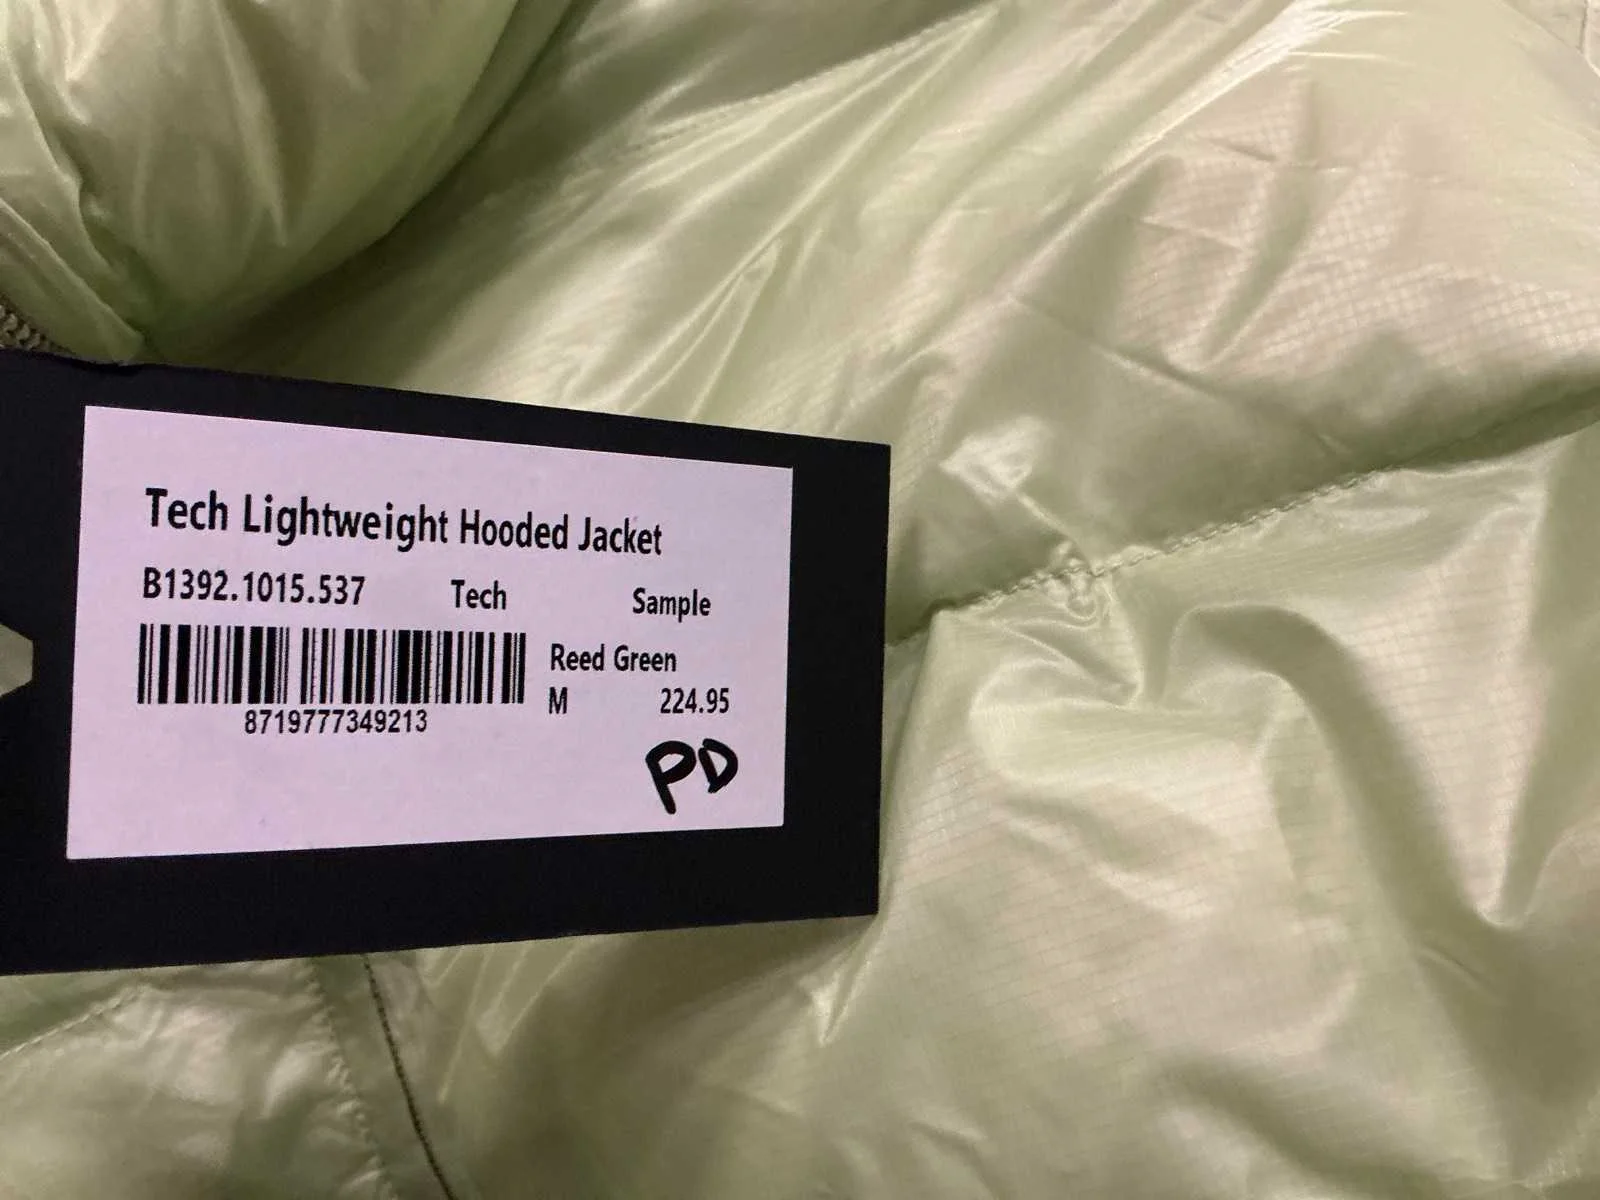 Tech Lightweight Hooded Jacket
B1392.1015.537 Tech Sample
Reed Green
M 224.95
8719777349213
PD